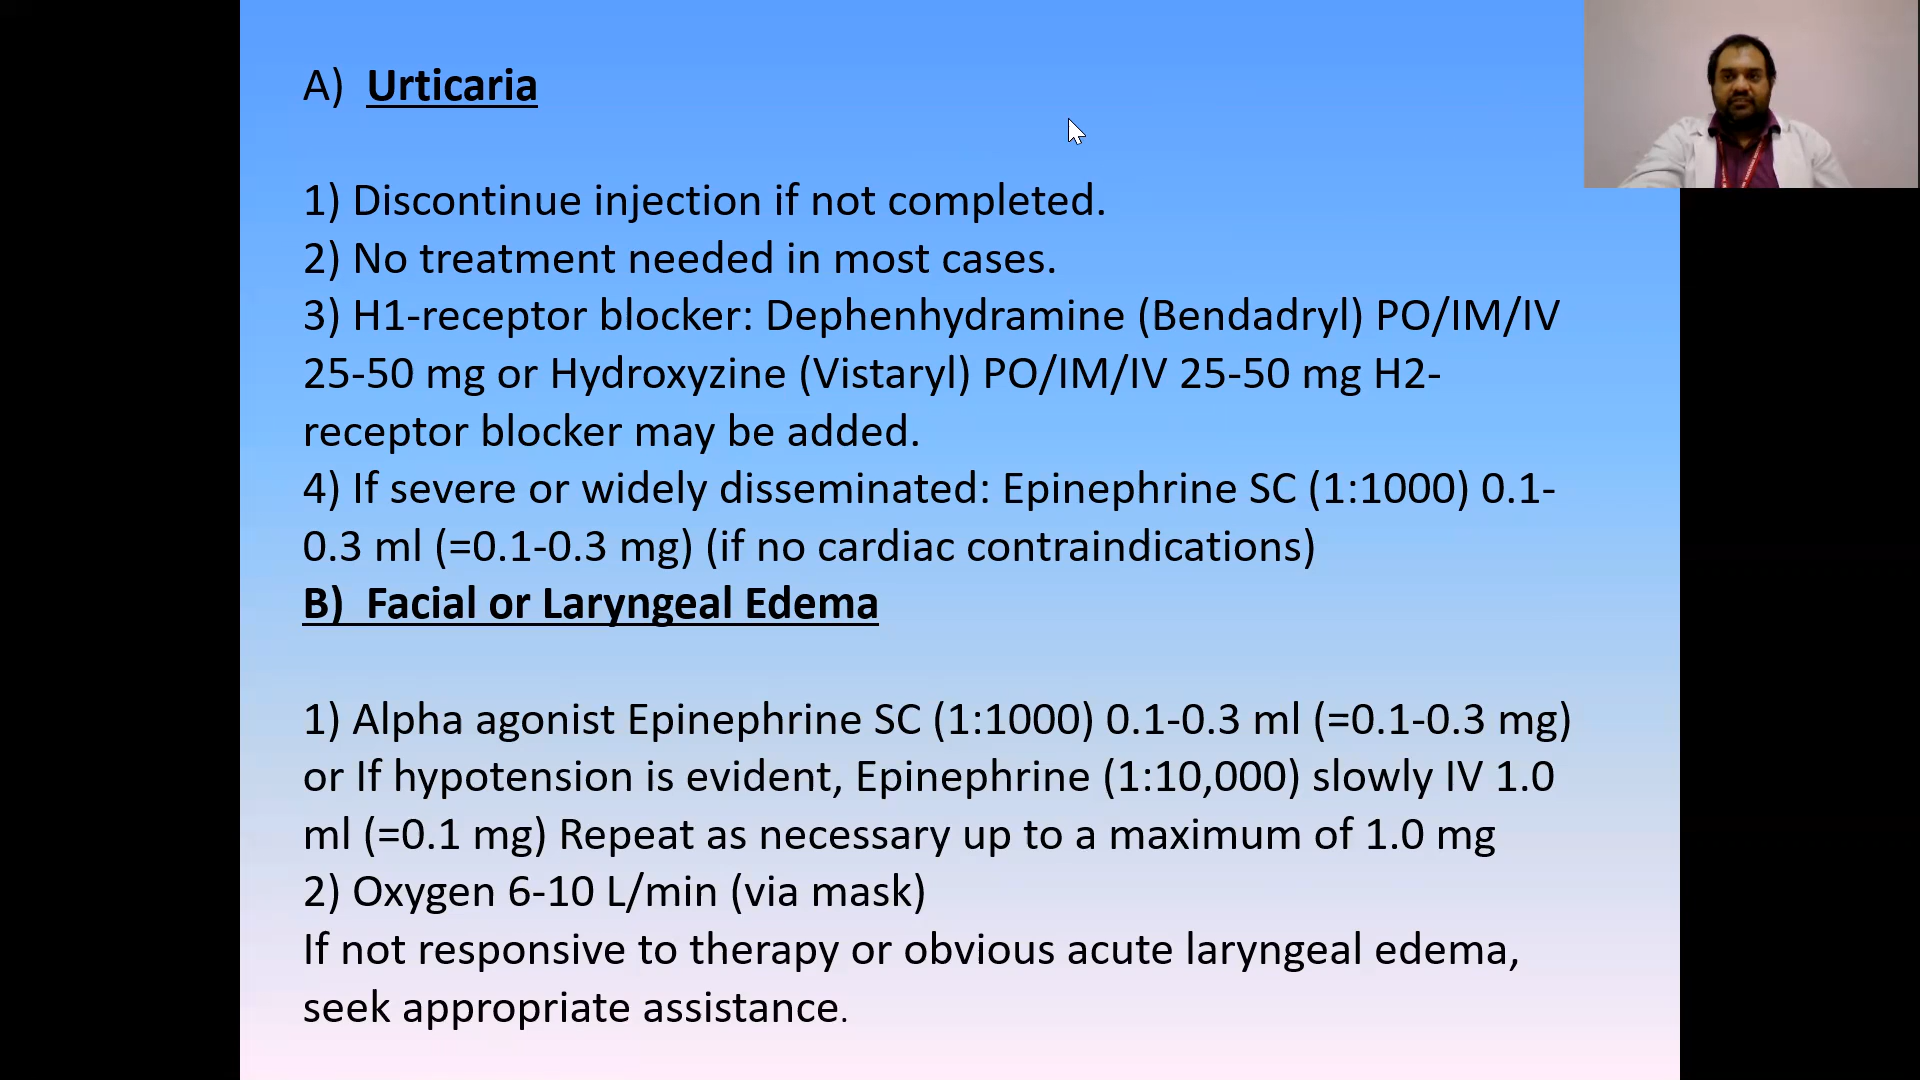 A) Urticaria
1) Discontinue injection if not completed.
2) No treatment needed in most cases.
3) H1-receptor blocker: Dephenhydramine (Bendadryl) PO/IM/IV
25-50 mg or Hydroxyzine (Vistaryl) PO/IM/IV 25-50 mg H2-
receptor blocker may be added.
4) If severe or widely disseminated: Epinephrine SC (1:1000) 0.1-
0.3 ml (=0.1-0.3 mg) (if no cardiac contraindications)
B) Facial or Laryngeal Edema
1) Alpha agonist Epinephrine SC (1:1000) 0.1-0.3 ml (=0.1-0.3 mg)
or If hypotension is evident, Epinephrine (1:10,000) slowly IV 1.0
ml (=0.1 mg) Repeat as necessary up to a maximum of 1.0 mg
2) Oxygen 6-10 L/min (via mask)
If not responsive to therapy or obvious acute laryngeal edema,
seek appropriate assistance.